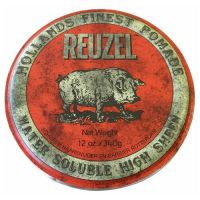 HOLLANDS FINEST POMADE
REUZEL
Net Weight
12 oz / 340g
WATER SOLUBLE HIGH SHEEN